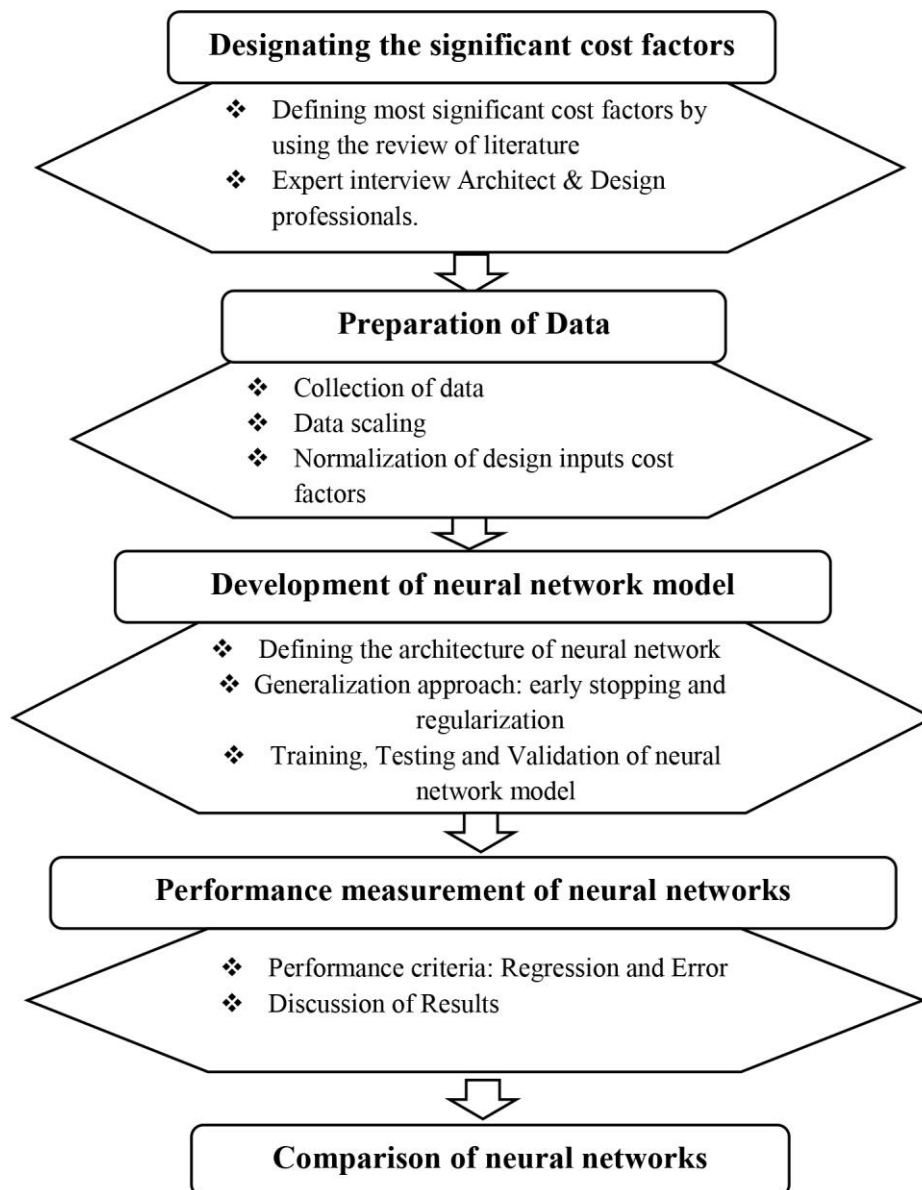 Designating the significant cost factors
❖ Defining most significant cost factors by
using the review of literature
❖ Expert interview Architect & Design
professionals.
Preparation of Data
❖ Collection of data
❖ Data scaling
❖ Normalization of design inputs cost
factors
Development of neural network model
❖ Defining the architecture of neural network
❖ Generalization approach: early stopping and
regularization
❖ Training, Testing and Validation of neural
network model
Performance measurement of neural networks
❖ Performance criteria: Regression and Error
❖ Discussion of Results
Comparison of neural networks